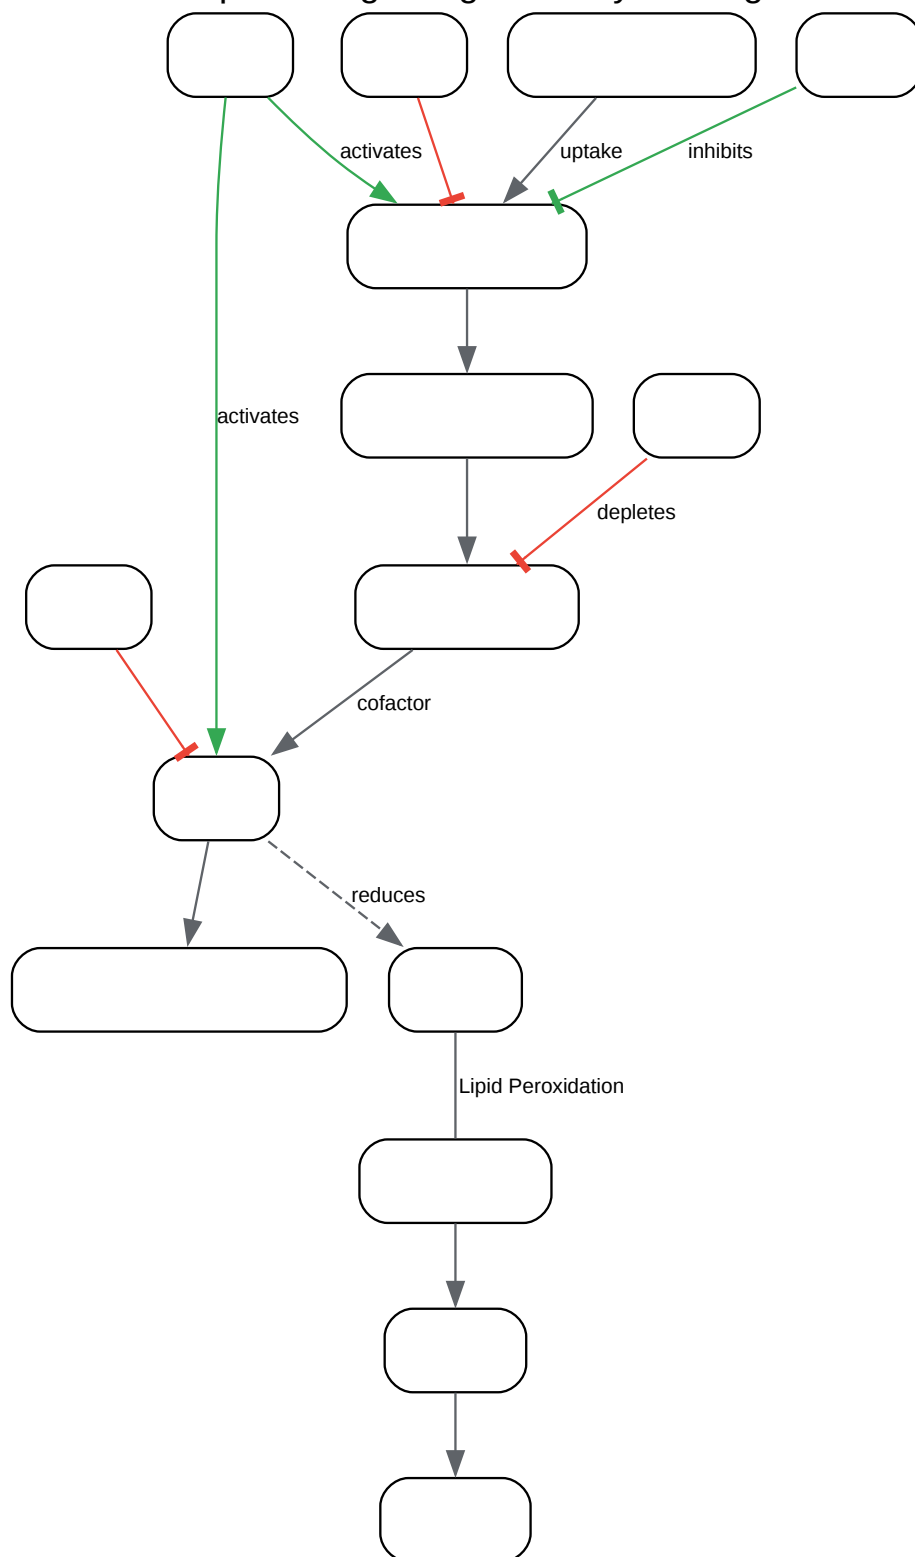 activates
uptake
inhibits
activates
depletes
cofactor
reduces
Lipid Peroxidation